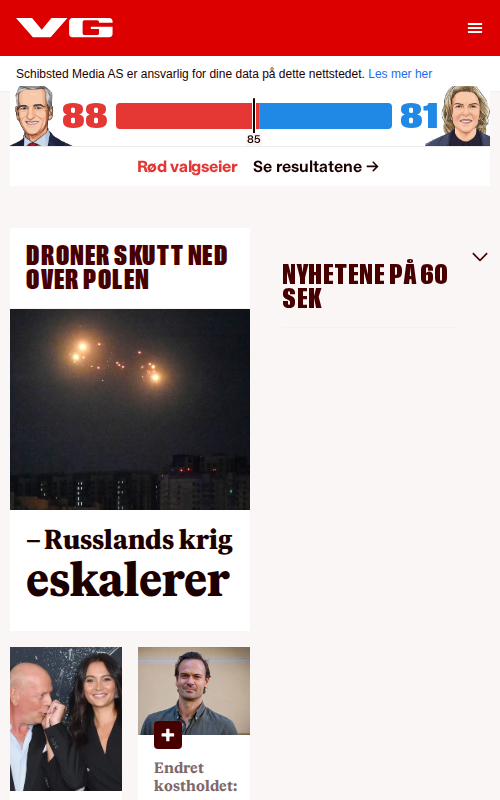 VG
Schibsted Media AS er ansvarlig for dine data på dette nettstedet. Les mer her
88
81
85
Rød valgseier Se resultatene →
DRONER SKUTT NED
OVER POLEN
– Russlands krig
eskalerer
Endret
kostholdet:
NYHETENE PÅ 60
SEK